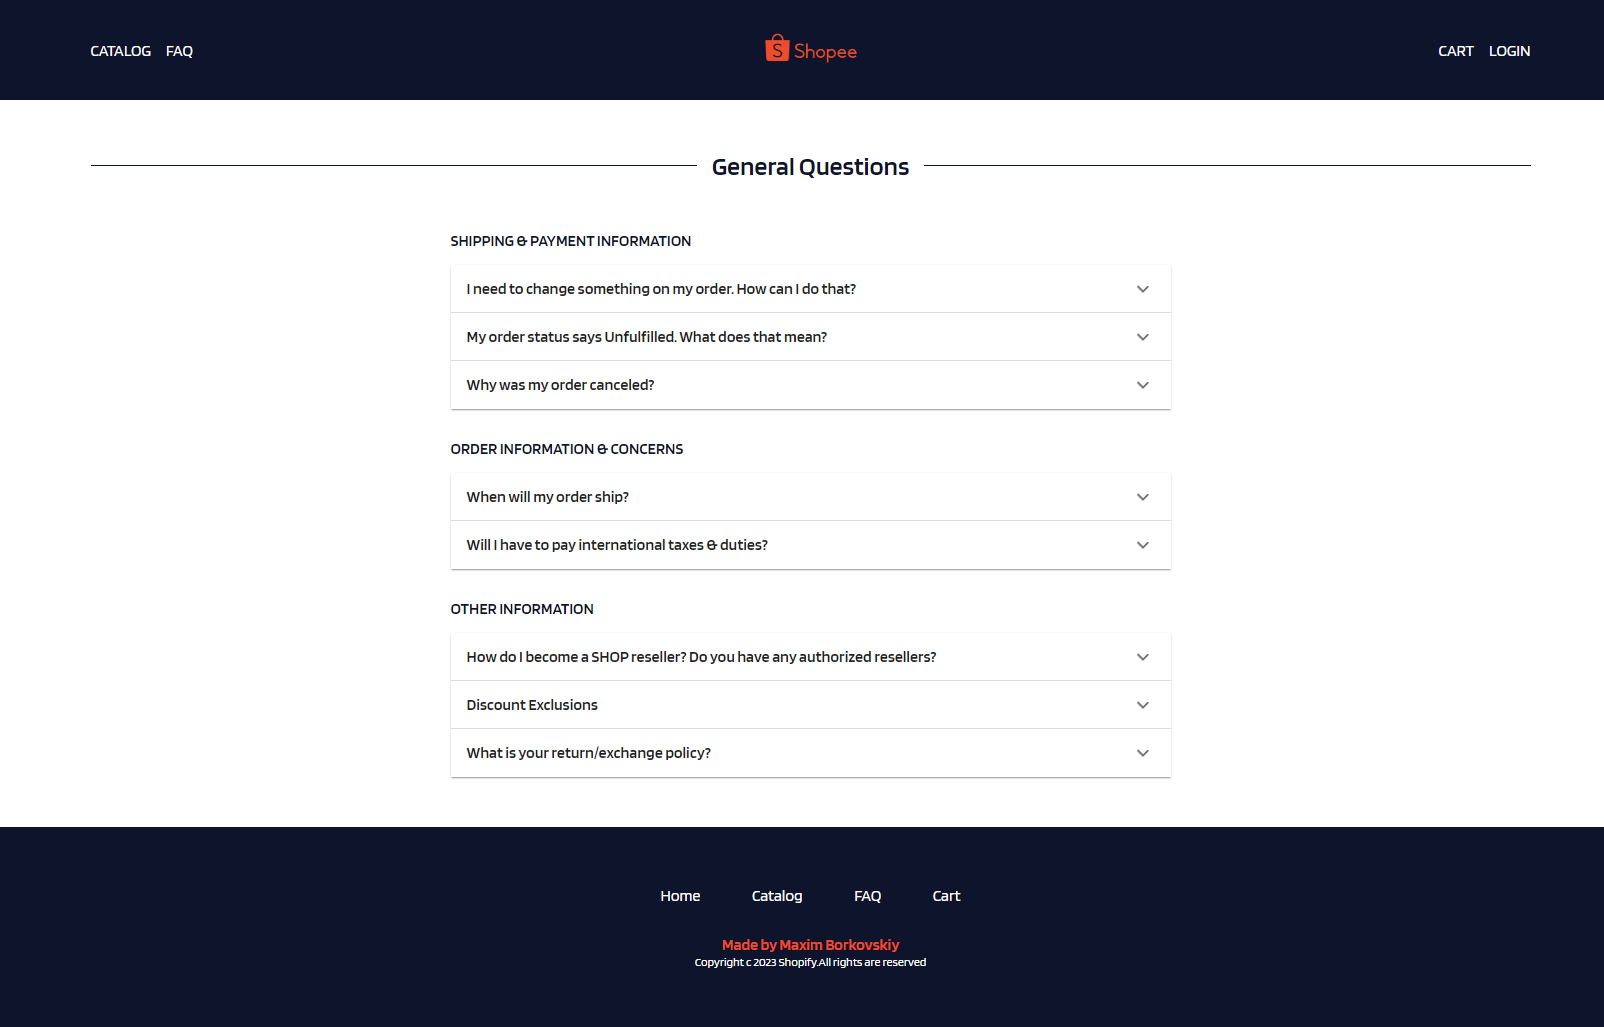 CATALOG FAQ
S Shopee
CART LOGIN
General Questions
SHIPPING & PAYMENT INFORMATION
I need to change something on my order. How can I do that?
My order status says Unfulfilled. What does that mean?
Why was my order canceled?
ORDER INFORMATION & CONCERNS
When will my order ship?
Will I have to pay international taxes & duties?
OTHER INFORMATION
How do I become a SHOP reseller? Do you have any authorized resellers?
Discount Exclusions
What is your return/exchange policy?
Home Catalog FAQ Cart
Made by Maxim Borkovskiy
Copyright c 2023 Shopify.All rights are reserved